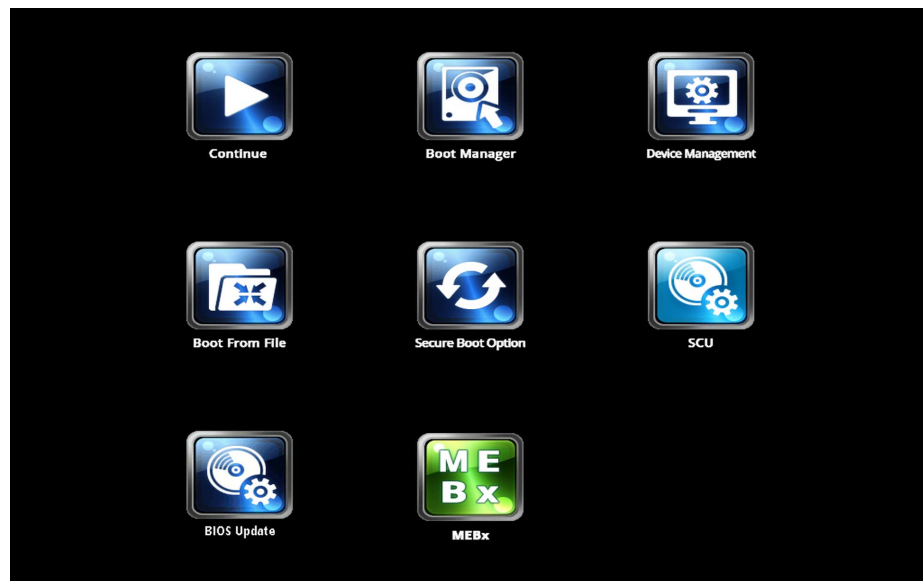 Continue
Boot Manager
Device Management
Boot From File
Secure Boot Option
SCU
BIOS Update
M E
B x
MEBx